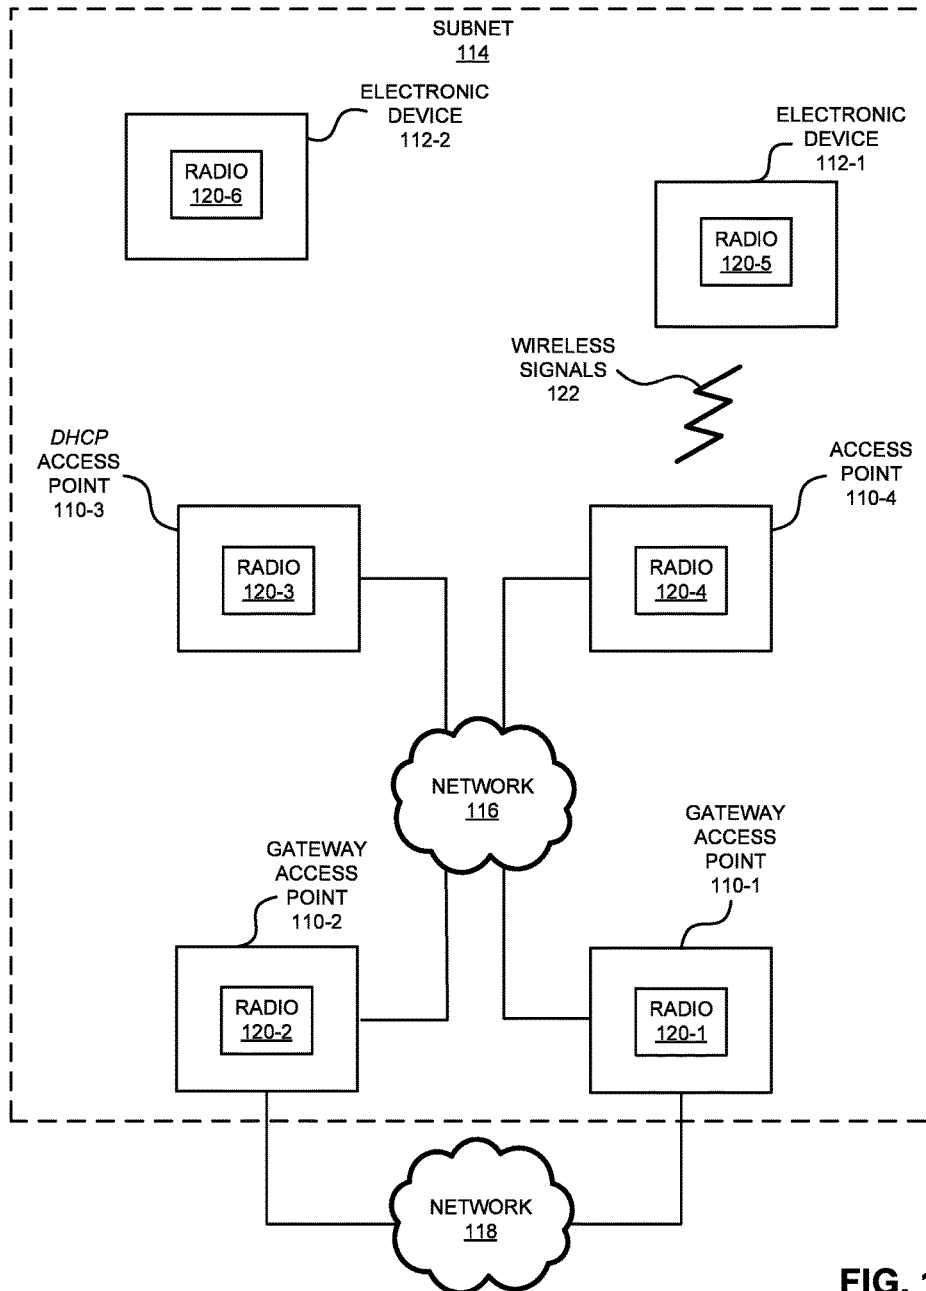 SUBNET
114
ELECTRONIC
DEVICE
112-2
ELECTRONIC
DEVICE
112-1
RADIO
120-6
RADIO
120-5
WIRELESS
SIGNALS
122
DHCP
ACCESS
POINT
110-3
ACCESS
POINT
110-4
RADIO
120-3
RADIO
120-4
NETWORK
116
GATEWAY
ACCESS
POINT
110-2
GATEWAY
ACCESS
POINT
110-1
RADIO
120-2
RADIO
120-1
NETWORK
118
FIG. 1